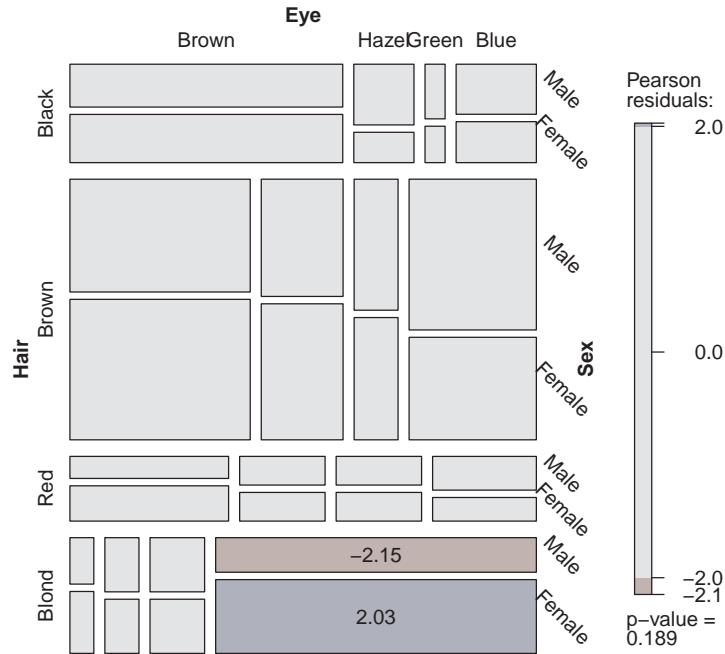 Eye
Brown Hazel Green Blue
Pearson
residuals:
Hair
Sex
Black
Male
Female
Brown
Male
Female
Red
Male
Female
Blond
Male
Female
−2.15
2.03
2.0
0.0
−2.0
−2.1
p−value =
0.189